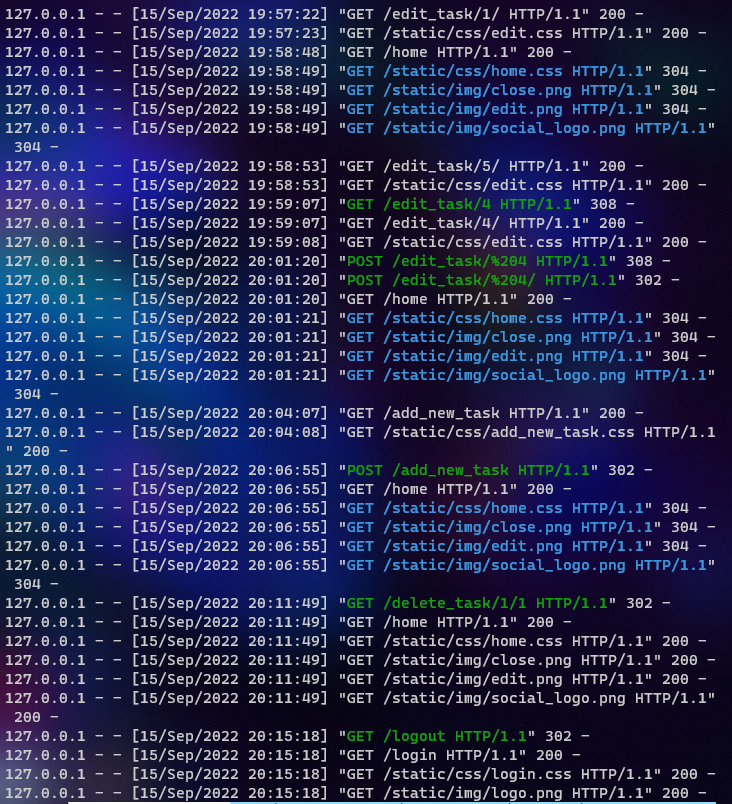 127.0.0.1 - - [15/Sep/2022 19:57:22] "GET /edit_task/1/ HTTP/1.1" 200 -
127.0.0.1 - - [15/Sep/2022 19:57:23] "GET /static/css/edit.css HTTP/1.1" 200 -
127.0.0.1 - - [15/Sep/2022 19:58:48] "GET /home HTTP/1.1" 200 -
127.0.0.1 - - [15/Sep/2022 19:58:49] "GET /static/css/home.css HTTP/1.1" 304 -
127.0.0.1 - - [15/Sep/2022 19:58:49] "GET /static/img/close.png HTTP/1.1" 304 -
127.0.0.1 - - [15/Sep/2022 19:58:49] "GET /static/img/edit.png HTTP/1.1" 304 -
127.0.0.1 - - [15/Sep/2022 19:58:49] "GET /static/img/social_logo.png HTTP/1.1"
304 -
127.0.0.1 - - [15/Sep/2022 19:58:53] "GET /edit_task/5/ HTTP/1.1" 200 -
127.0.0.1 - - [15/Sep/2022 19:58:53] "GET /static/css/edit.css HTTP/1.1" 200 -
127.0.0.1 - - [15/Sep/2022 19:59:07] "GET /edit_task/4 HTTP/1.1" 308 -
127.0.0.1 - - [15/Sep/2022 19:59:07] "GET /edit_task/4/ HTTP/1.1" 200 -
127.0.0.1 - - [15/Sep/2022 19:59:08] "GET /static/css/edit.css HTTP/1.1" 200 -
127.0.0.1 - - [15/Sep/2022 20:01:20] "POST /edit_task/%204 HTTP/1.1" 308 -
127.0.0.1 - - [15/Sep/2022 20:01:20] "POST /edit_task/%204/ HTTP/1.1" 302 -
127.0.0.1 - - [15/Sep/2022 20:01:20] "GET /home HTTP/1.1" 200 -
127.0.0.1 - - [15/Sep/2022 20:01:21] "GET /static/css/home.css HTTP/1.1" 304 -
127.0.0.1 - - [15/Sep/2022 20:01:21] "GET /static/img/close.png HTTP/1.1" 304 -
127.0.0.1 - - [15/Sep/2022 20:01:21] "GET /static/img/edit.png HTTP/1.1" 304 -
127.0.0.1 - - [15/Sep/2022 20:01:21] "GET /static/img/social_logo.png HTTP/1.1"
304 -
127.0.0.1 - - [15/Sep/2022 20:04:07] "GET /add_new_task HTTP/1.1" 200 -
127.0.0.1 - - [15/Sep/2022 20:04:08] "GET /static/css/add_new_task.css HTTP/1.1
" 200 -
127.0.0.1 - - [15/Sep/2022 20:06:55] "POST /add_new_task HTTP/1.1" 302 -
127.0.0.1 - - [15/Sep/2022 20:06:55] "GET /home HTTP/1.1" 200 -
127.0.0.1 - - [15/Sep/2022 20:06:55] "GET /static/css/home.css HTTP/1.1" 304 -
127.0.0.1 - - [15/Sep/2022 20:06:55] "GET /static/img/close.png HTTP/1.1" 304 -
127.0.0.1 - - [15/Sep/2022 20:06:55] "GET /static/img/edit.png HTTP/1.1" 304 -
127.0.0.1 - - [15/Sep/2022 20:06:55] "GET /static/img/social_logo.png HTTP/1.1"
304 -
127.0.0.1 - - [15/Sep/2022 20:11:49] "GET /delete_task/1/1 HTTP/1.1" 302 -
127.0.0.1 - - [15/Sep/2022 20:11:49] "GET /home HTTP/1.1" 200 -
127.0.0.1 - - [15/Sep/2022 20:11:49] "GET /static/css/home.css HTTP/1.1" 200 -
127.0.0.1 - - [15/Sep/2022 20:11:49] "GET /static/img/close.png HTTP/1.1" 200 -
127.0.0.1 - - [15/Sep/2022 20:11:49] "GET /static/img/edit.png HTTP/1.1" 200 -
127.0.0.1 - - [15/Sep/2022 20:11:49] "GET /static/img/social_logo.png HTTP/1.1"
200 -
127.0.0.1 - - [15/Sep/2022 20:15:18] "GET /logout HTTP/1.1" 302 -
127.0.0.1 - - [15/Sep/2022 20:15:18] "GET /login HTTP/1.1" 200 -
127.0.0.1 - - [15/Sep/2022 20:15:18] "GET /static/css/login.css HTTP/1.1" 200 -
127.0.0.1 - - [15/Sep/2022 20:15:18] "GET /static/img/logo.png HTTP/1.1" 200 -